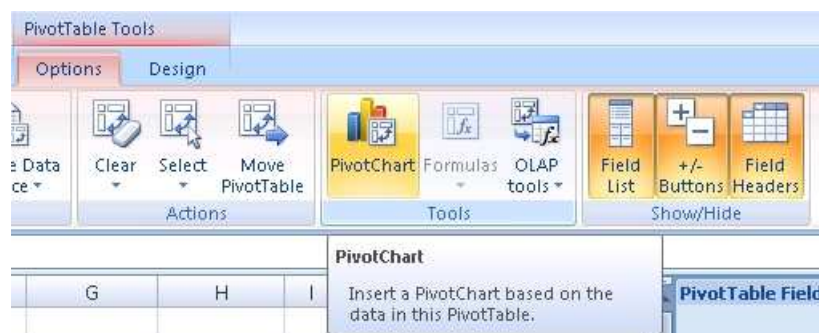 PivotTable Tools
Options Design
e Data
ce
Clear
Select
Move
PivotTable
Actions
PivotChart
Formulas
OLAP
tools
Tools
Field
List
+/-
Buttons
Field
Headers
Show/Hide
PivotChart
Insert a PivotChart based on the
data in this PivotTable.
G H I
PivotTable Field